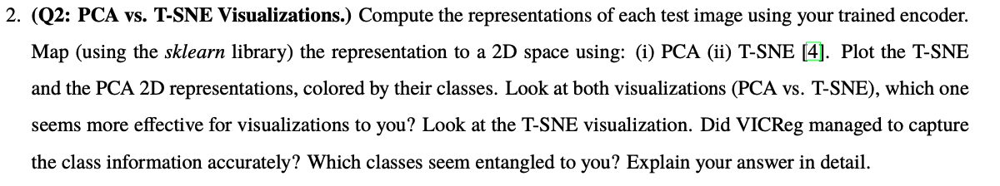 2. (Q2: PCA vs. T-SNE Visualizations.) Compute the representations of each test image using your trained encoder.
Map (using the sklearn library) the representation to a 2D space using: (i) PCA (ii) T-SNE [4]. Plot the T-SNE
and the PCA 2D representations, colored by their classes. Look at both visualizations (PCA vs. T-SNE), which one
seems more effective for visualizations to you? Look at the T-SNE visualization. Did VICReg managed to capture
the class information accurately? Which classes seem entangled to you? Explain your answer in detail.